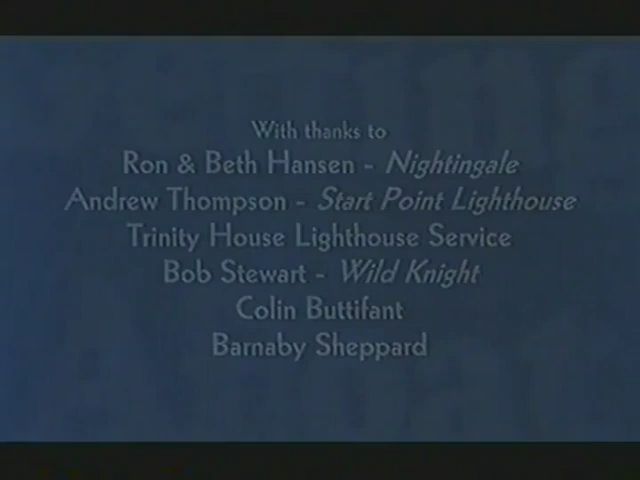 With thanks to
Ron & Beth Hansen - Nightingale
Andrew Thompson - Start Point Lighthouse
Trinity House Lighthouse Service
Bob Stewart - Wild Knight
Colin Buttifant
Barnaby Sheppard